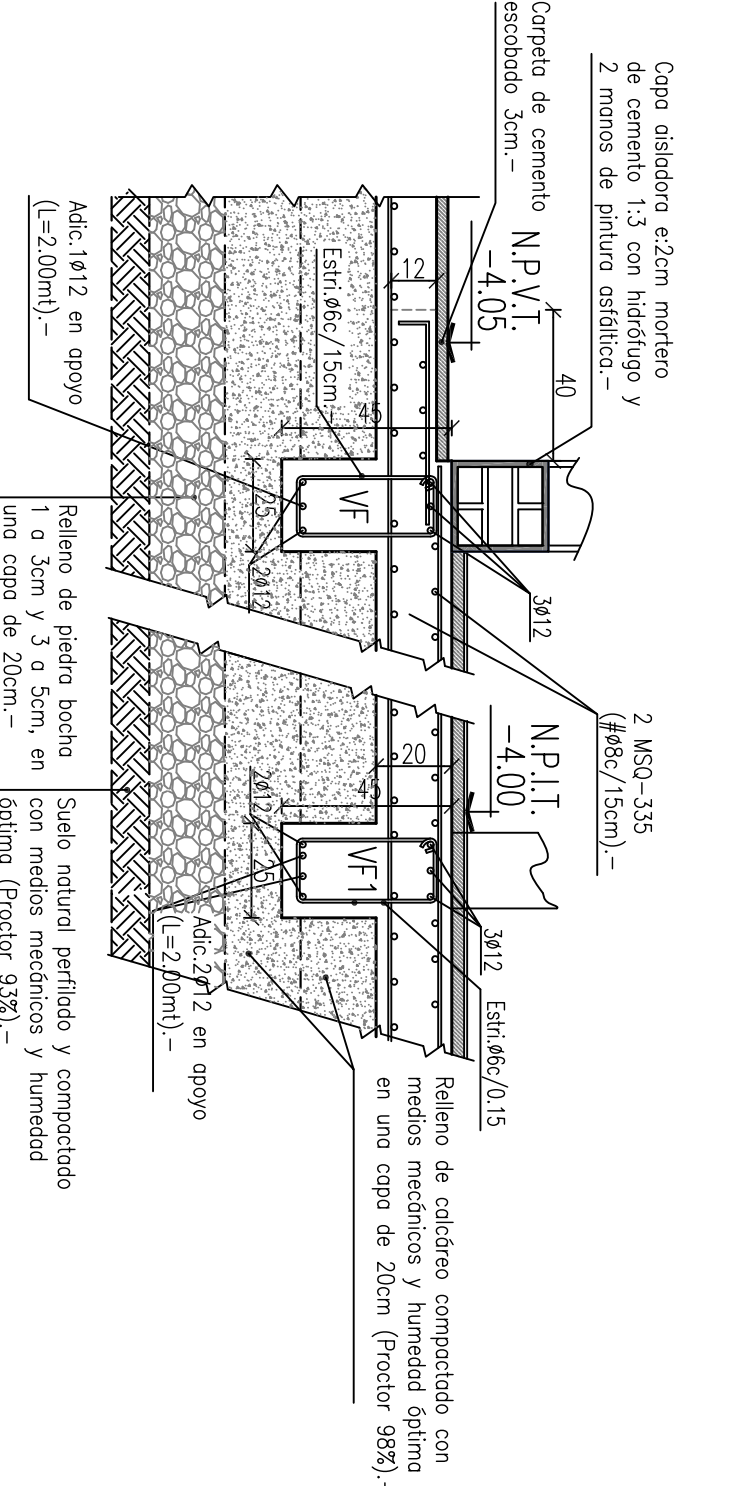 Capa aisladora e:2cm mortero
de cemento 1:3 con hidrófugo y
2 manos de pintura asfáltica.-
Carpeta de cemento
escobado 3cm.-
N.P.V.T.
-4.05
40
12
Estri.ø6c/15cm.-
45
VF
25
2ø12
3ø12
Adic.1ø12 en apoyo
(L=2.00mt).-
2 MSQ-335
(#ø8c/15cm).-
N.P.I.T.
-4.00
20
45
VF1
2ø12
25
3ø12
Estri.ø6c/0.15
Adic.2ø12 en apoyo
(L=2.00mt).-
Relleno de calcáreo compactado con
medios mecánicos y humedad óptima
en una capa de 20cm (Proctor 98%).-
Relleno de piedra bocha
1 a 3cm y 3 a 5cm, en
una capa de 20cm.-
Suelo natural perfilado y compactado
con medios mecánicos y humedad
óptima (Proctor 93%).-